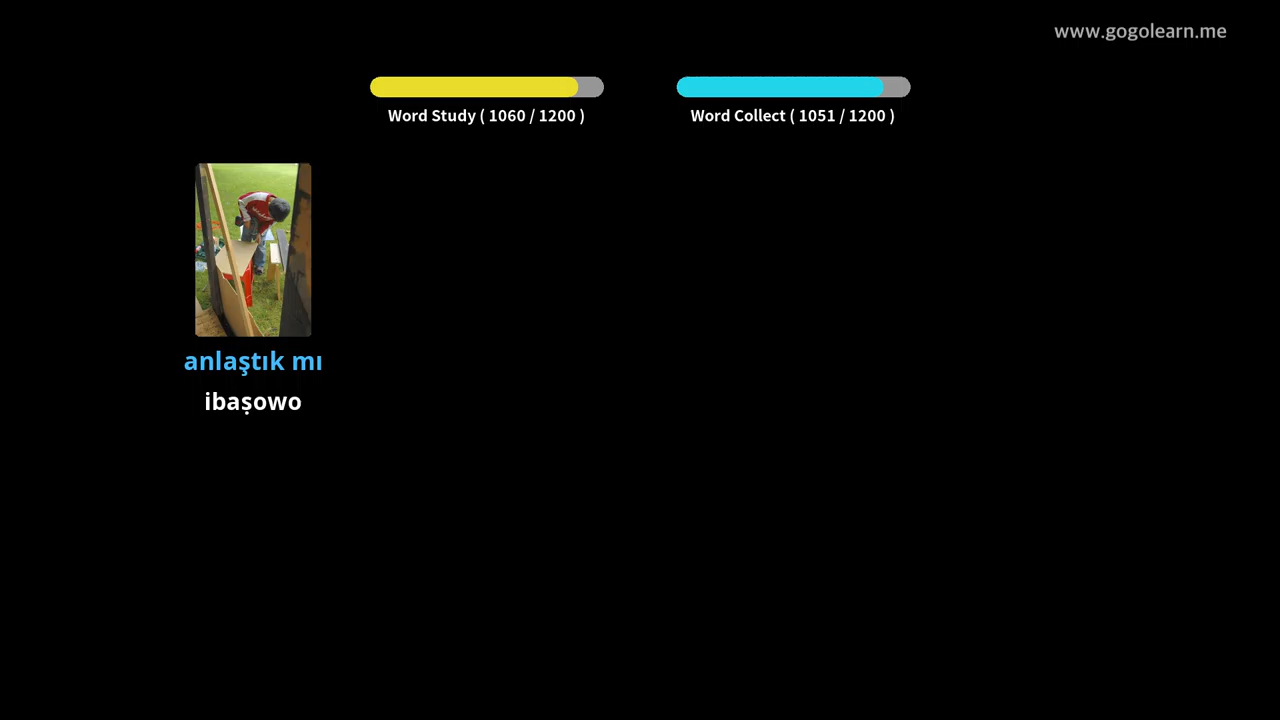 www.gogolearn.me
Word Study ( 1060 / 1200 )
Word Collect ( 1051 / 1200 )
anlaştık mı
ibaṣowo